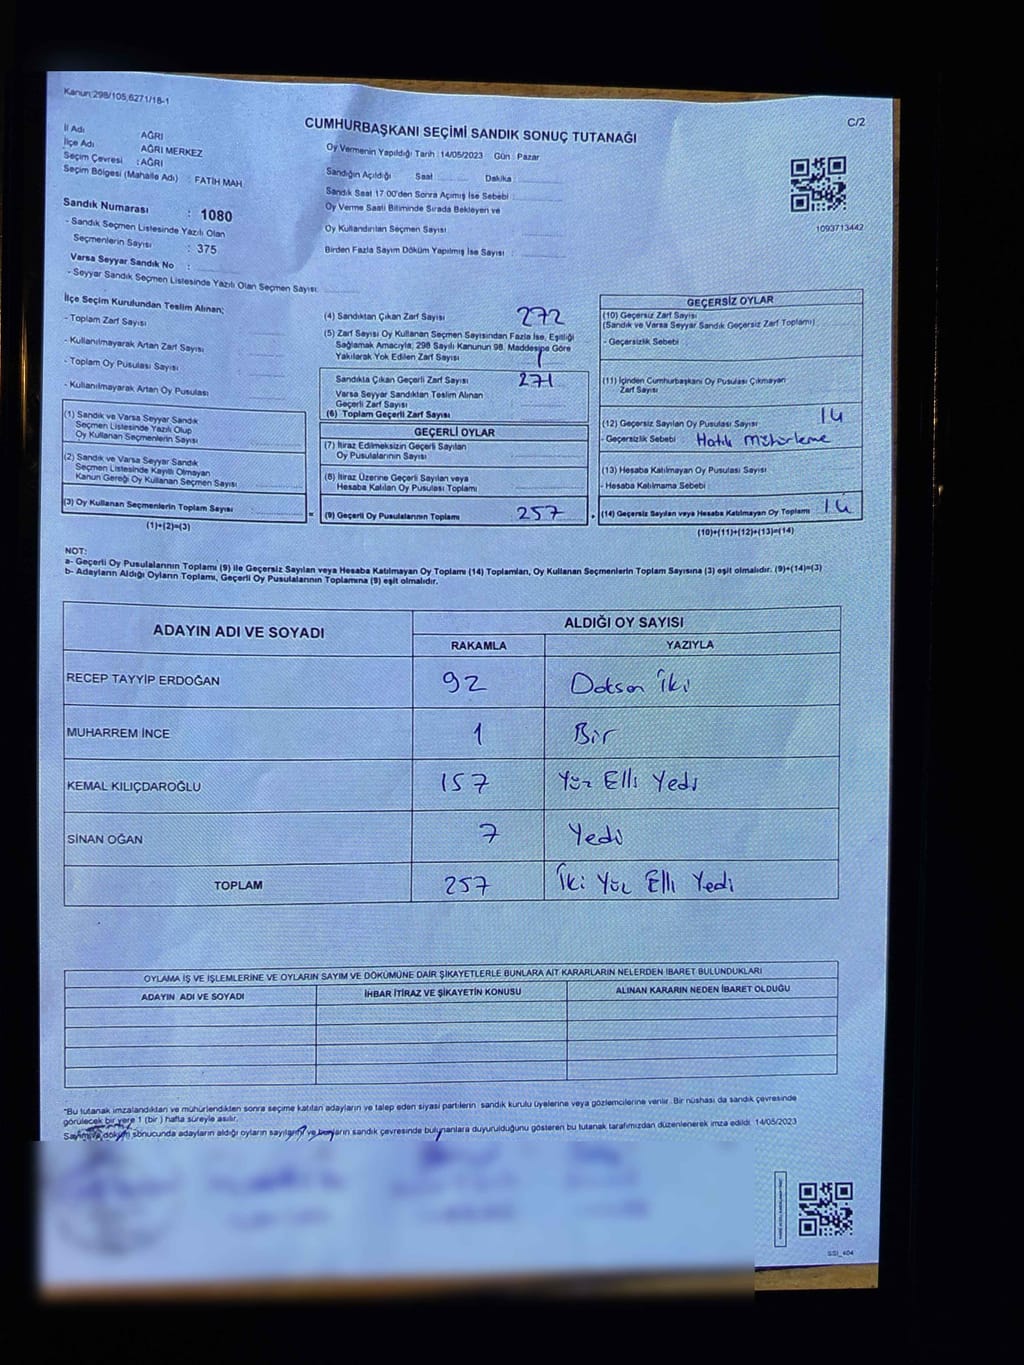 Kanun:298/105,6271/18-1
C/2
CUMHURBAŞKANI SEÇİMİ SANDIK SONUÇ TUTANAĞI
İl Adı AĞRI
İlçe Adı AĞRI MERKEZ
Seçim Çevresi : AĞRI
Seçim Bölgesi (Mahalle Adı) : FATİH MAH
Sandık Numarası : 1080
- Sandık Seçmen Listesinde Yazılı Olan
Seçmenlerin Sayısı : 375
Varsa Seyyar Sandık No :
- Seyyar Sandık Seçmen Listesinde Yazılı Olan Seçmen Sayısı:
Oy Vermenin Yapıldığı Tarih : 14/05/2023 Gün : Pazar
Sandığın Açıldığı Saat Dakika :
Sandık Saat 17.00'den Sonra Açımış İse Sebebi :
Oy Verme Saati Bitiminde Sırada Bekleyen ve
Oy Kullandırılan Seçmen Sayısı
Birden Fazla Sayım Döküm Yapılmış İse Sayısı :
1093713442
İlçe Seçim Kurulundan Teslim Alınan;
- Toplam Zarf Sayısı
- Kullanılmayarak Artan Zarf Sayısı
- Toplam Oy Pusulası Sayısı
- Kullanılmayarak Artan Oy Pusulası
(1) Sandık ve Varsa Seyyar Sandık
Seçmen Listesinde Yazılı Olup
Oy Kullanan Seçmenlerin Sayısı
(2) Sandık ve Varsa Seyyar Sandık
Seçmen Listesinde Kayıtlı Olmayan
Kanun Gereği Oy Kullanan Seçmen Sayısı
(3) Oy Kullanan Seçmenlerin Toplam Sayısı
(1)+(2)=(3)
(4) Sandıktan Çıkan Zarf Sayısı 272
(5) Zarf Sayısı Oy Kullanan Seçmen Sayısından Fazla İse, Eşitliği
Sağlamak Amacıyla, 298 Sayılı Kanunun 98. Maddesine Göre
Yakılarak Yok Edilen Zarf Sayısı 1
Sandıkta Çıkan Geçerli Zarf Sayısı 271
Varsa Seyyar Sandıktan Teslim Alınan
Geçerli Zarf Sayısı
(6) Toplam Geçerli Zarf Sayısı
GEÇERLİ OYLAR
(7) İtiraz Edilmeksizin Geçerli Sayılan
Oy Pusulalarının Sayısı
(8) İtiraz Üzerine Geçerli Sayılan veya
Hesaba Katılan Oy Pusulası Toplamı
=
(9) Geçerli Oy Pusulalarının Toplamı 257
+
GEÇERSİZ OYLAR
(10) Geçersiz Zarf Sayısı
(Sandık ve Varsa Seyyar Sandık Geçersiz Zarf Toplamı)
- Geçersizlik Sebebi :
(11) İçinden Cumhurbaşkanı Oy Pusulası Çıkmayan
Zarf Sayısı
(12) Geçersiz Sayılan Oy Pusulası Sayısı 14
- Geçersizlik Sebebi : Hatalı Mühürleme
(13) Hesaba Katılmayan Oy Pusulası Sayısı
- Hesaba Katılmama Sebebi
(14) Geçersiz Sayılan veya Hesaba Katılmayan Oy Toplamı 14
(10)+(11)+(12)+(13)=(14)
NOT:
a- Geçerli Oy Pusulalarının Toplamı (9) ile Geçersiz Sayılan veya Hesaba Katılmayan Oy Toplamı (14) Toplamları, Oy Kullanan Seçmenlerin Toplam Sayısına (3) eşit olmalıdır. (9)+(14)=(3)
b- Adayların Aldığı Oyların Toplamı, Geçerli Oy Pusulalarının Toplamına (9) eşit olmalıdır.
ADAYIN ADI VE SOYADI ALDIĞI OY SAYISI
RAKAMLA YAZIYLA
RECEP TAYYİP ERDOĞAN 92 Doksan İki
MUHARREM İNCE 1 Bir
KEMAL KILIÇDAROĞLU 157 Yüz Elli Yedi
SİNAN OĞAN 7 Yedi
TOPLAM 257 İki Yüz Elli Yedi
OYLAMA İŞ VE İŞLEMLERİNE VE OYLARIN SAYIM VE DÖKÜMÜNE DAİR ŞİKAYETLERLE BUNLARA AİT KARARLARIN NELERDEN İBARET BULUNDUKLARI
ADAYIN ADI VE SOYADI İHBAR İTİRAZ VE ŞİKAYETİN KONUSU ALINAN KARARIN NEDEN İBARET OLDUĞU
*Bu tutanak imzalandıktan ve mühürlendikten sonra seçime katılan adayların ve talep eden siyasi partilerin sandık kurulu üyelerine veya gözlemcilerine verilir. Bir nüshası da sandık çevresinde
görülecek bir yere 1 (bir ) hafta süreyle asılır.
Sayım ve döküm sonucunda adayların aldığı oyların sayılarını ve bunların sandık çevresinde bulunanlara duyurulduğunu gösteren bu tutanak tarafımızdan düzenlenerek imza edildi. 14/05/2023
SSI_404